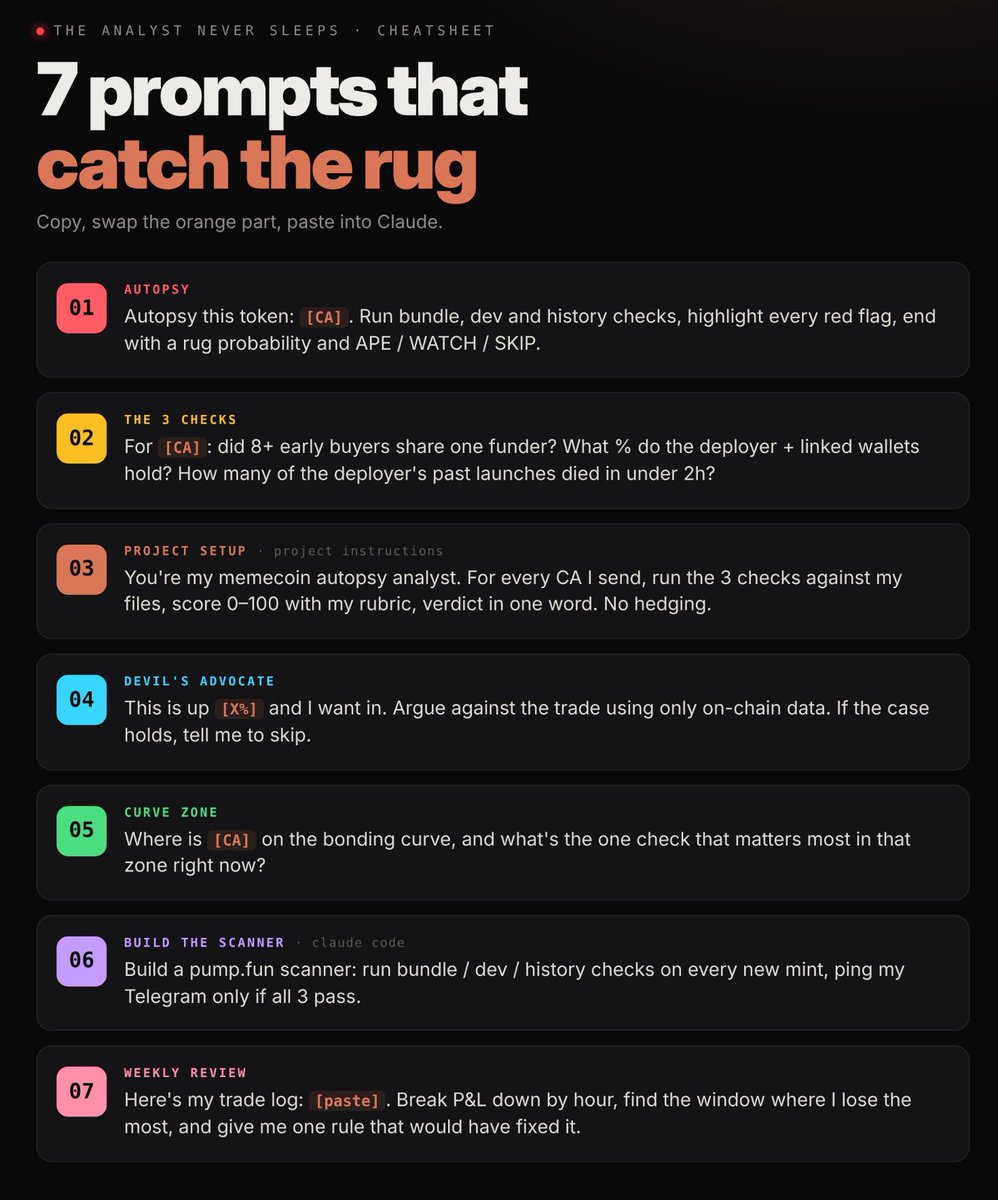 THE ANALYST NEVER SLEEPS · CHEATSHEET
7 prompts that
catch the rug
Copy, swap the orange part, paste into Claude.
01
AUTOPSY
Autopsy this token: [CA]. Run bundle, dev and history checks, highlight every red flag, end
with a rug probability and APE / WATCH / SKIP.
02
THE 3 CHECKS
For [CA]: did 8+ early buyers share one funder? What % do the deployer + linked wallets
hold? How many of the deployer's past launches died in under 2h?
03
PROJECT SETUP · project instructions
You're my memecoin autopsy analyst. For every CA I send, run the 3 checks against my
files, score 0–100 with my rubric, verdict in one word. No hedging.
04
DEVIL'S ADVOCATE
This is up [X%] and I want in. Argue against the trade using only on-chain data. If the case
holds, tell me to skip.
05
CURVE ZONE
Where is [CA] on the bonding curve, and what's the one check that matters most in that
zone right now?
06
BUILD THE SCANNER · claude code
Build a pump.fun scanner: run bundle / dev / history checks on every new mint, ping my
Telegram only if all 3 pass.
07
WEEKLY REVIEW
Here's my trade log: [paste]. Break P&L down by hour, find the window where I lose the
most, and give me one rule that would have fixed it.